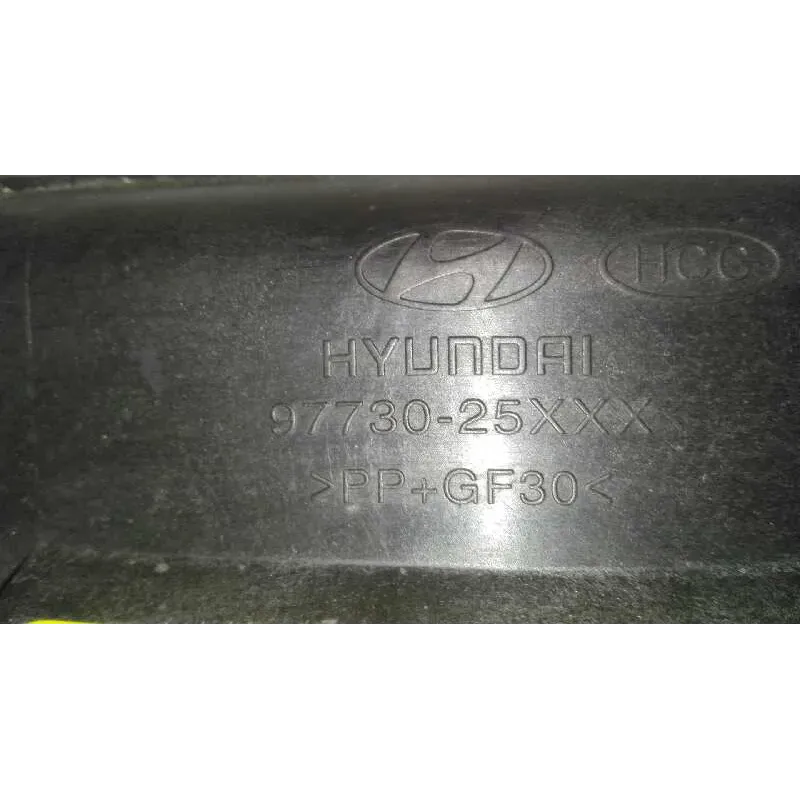 HCC
HYUNDAI
97730-25XXX
>PP+GF30<